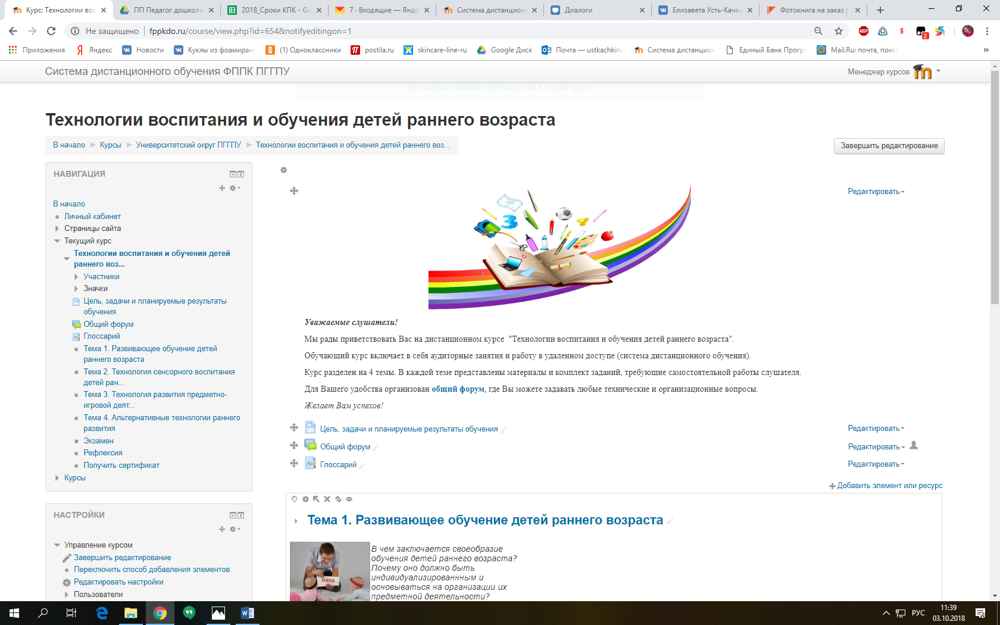 Курс: Технологии вос
ПП Педагог дошколь
2018_Сроки КПК - Go
7 · Входящие — Янде
Система дистанционн
Диалоги
Елизавета Усть-Качки
Фотокнига на заказ |
Не защищено
fppkdo.ru/course/view.php?id=654&notifyeditingon=1
ABP
Я
2
Приложения
Яндекс
Новости
Куклы из фоамирана
(1) Одноклассники
postila.ru
skincare-line-ru
Google Диск
Почта — ustkachkinc
Система дистанцион
Единый Банк Програ
Mail.Ru: почта, поиск
Система дистанционного обучения ФППК ПГГПУ
Менеджер курсов
Для загрузки файлов перетащите их в секции курса
Технологии воспитания и обучения детей раннего возраста
В начало
Курсы
Университетский округ ПГГПУ
Технологии воспитания и обучения детей раннего воз...
Завершить редактирование
НАВИГАЦИЯ
В начало
Личный кабинет
Страницы сайта
Текущий курс
Технологии воспитания и обучения детей
раннего воз...
Участники
Значки
Цель, задачи и планируемые результаты
обучения
Общий форум
Глоссарий
Тема 1. Развивающее обучение детей
раннего возраста
Тема 2. Технология сенсорного воспитания
детей ран...
Тема 3. Технология развития предметно-
игровой деят...
Тема 4. Альтернативные технологии раннего
развития
Экзамен
Рефлексия
Получить сертификат
Курсы
НАСТРОЙКИ
Управление курсом
Завершить редактирование
Переключить способ добавления элементов
Редактировать настройки
Пользователи
Редактировать
3
4
Уважаемые слушатели!
Мы рады приветствовать Вас на дистанционном курсе "Технологии воспитания и обучения детей раннего возраста".
Обучающий курс включает в себя аудиторные занятия и работу в удаленном доступе (система дистанционного обучения).
Курс разделен на 4 темы. В каждой теме представлены материалы и комплект заданий, требующие самостоятельной работы слушателя.
Для Вашего удобства организован общий форум, где Вы можете задавать любые технические и организационные вопросы.
Желает Вам успехов!
Цель, задачи и планируемые результаты обучения
Редактировать
Общий форум
Редактировать
Глоссарий
Редактировать
Добавить элемент или ресурс
Тема 1. Развивающее обучение детей раннего возраста
папа
В чем заключается своеобразие
обучения детей раннего возраста?
Почему оно должно быть
индивидуализированнным и
основываться на организации их
предметной деятельности?
РУС
11:39
03.10.2018